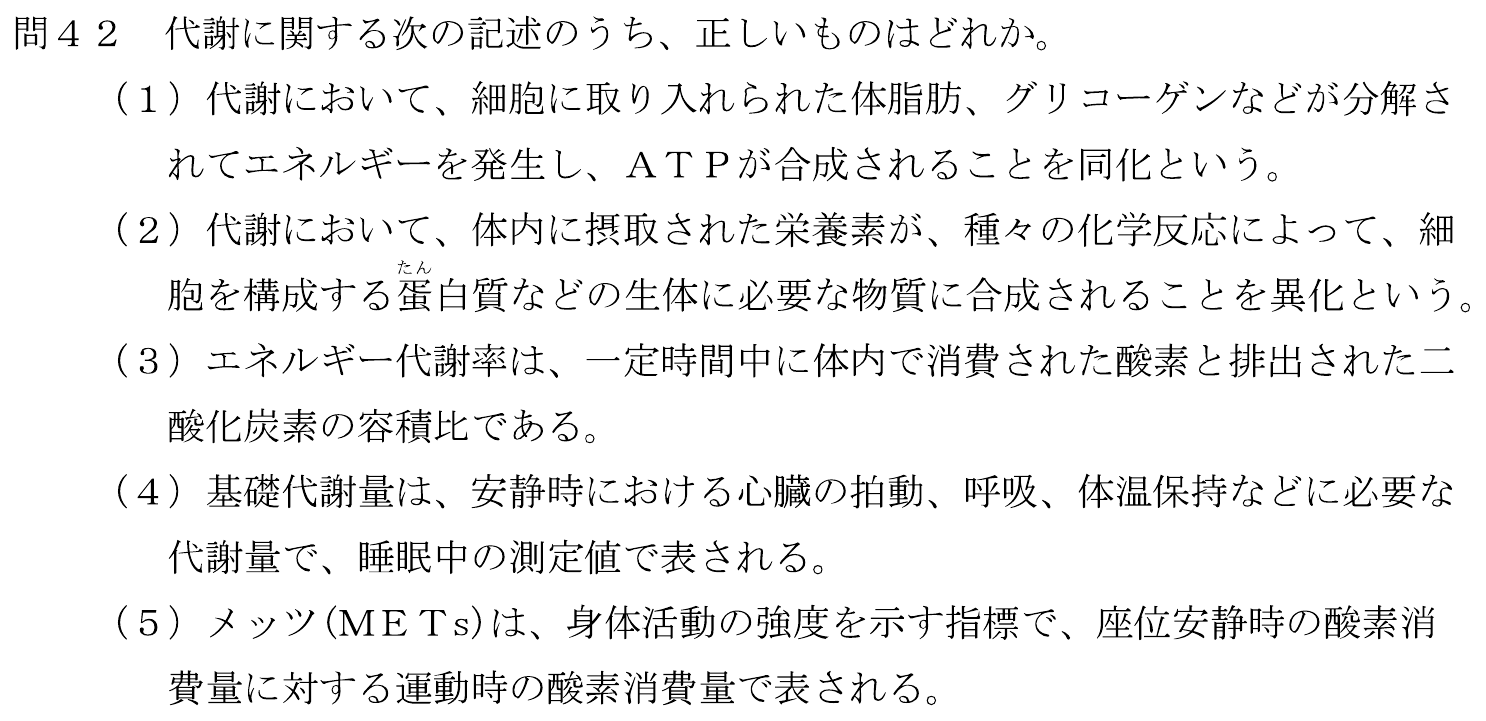 問４２　代謝に関する次の記述のうち、正しいものはどれか。
（１）代謝において、細胞に取り入れられた体脂肪、グリコーゲンなどが分解さ
れてエネルギーを発生し、ＡＴＰが合成されることを同化という。
（２）代謝において、体内に摂取された栄養素が、種々の化学反応によって、細
たん
胞を構成する蛋白質などの生体に必要な物質に合成されることを異化という。
（３）エネルギー代謝率は、一定時間中に体内で消費された酸素と排出された二
酸化炭素の容積比である。
（４）基礎代謝量は、安静時における心臓の拍動、呼吸、体温保持などに必要な
代謝量で、睡眠中の測定値で表される。
（５）メッツ(ＭＥＴs)は、身体活動の強度を示す指標で、座位安静時の酸素消
費量に対する運動時の酸素消費量で表される。